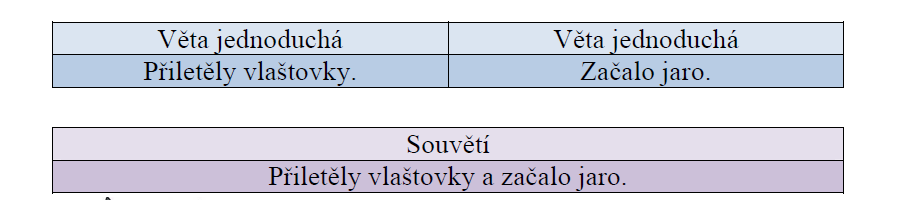 Věta jednoduchá Věta jednoduchá
Přiletěly vlaštovky. Začalo jaro.
Souvětí
Přiletěly vlaštovky a začalo jaro.